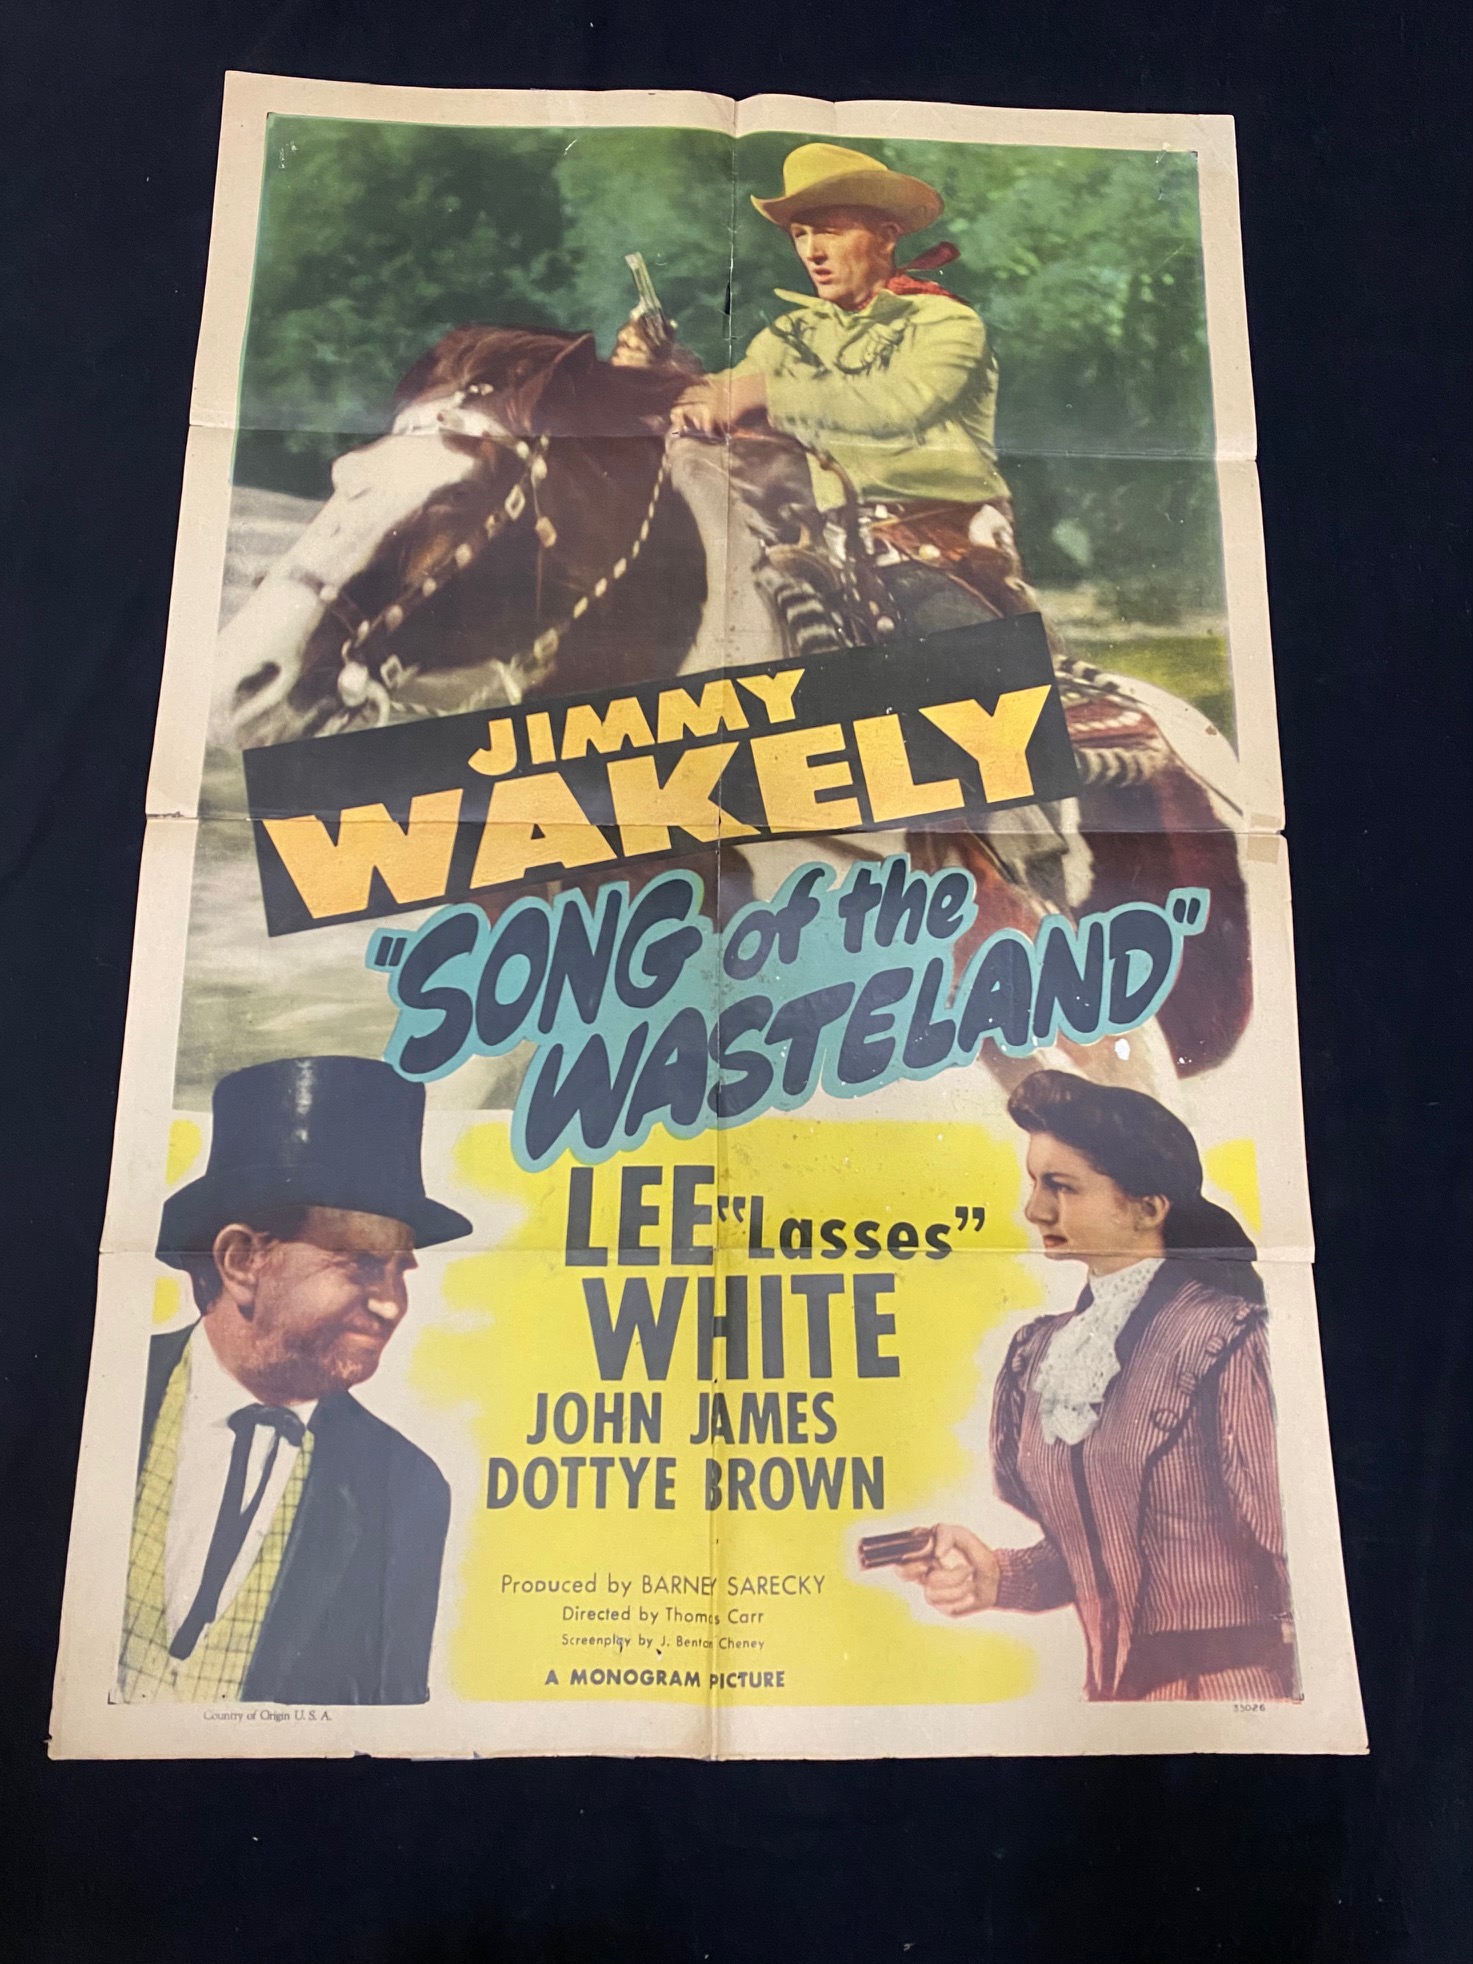 JIMMY
WAKELY
"SONG of the
WASTELAND"
LEE "Lasses"
WHITE
JOHN JAMES
DOTTYE BROWN
Produced by BARNEY SARECKY
Directed by Thomas Carr
Screenplay by J. Benton Cheney
A MONOGRAM PICTURE
Country of Origin U. S. A.
35026